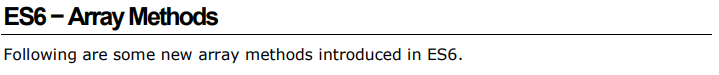 ES6 − Array Methods
Following are some new array methods introduced in ES6.